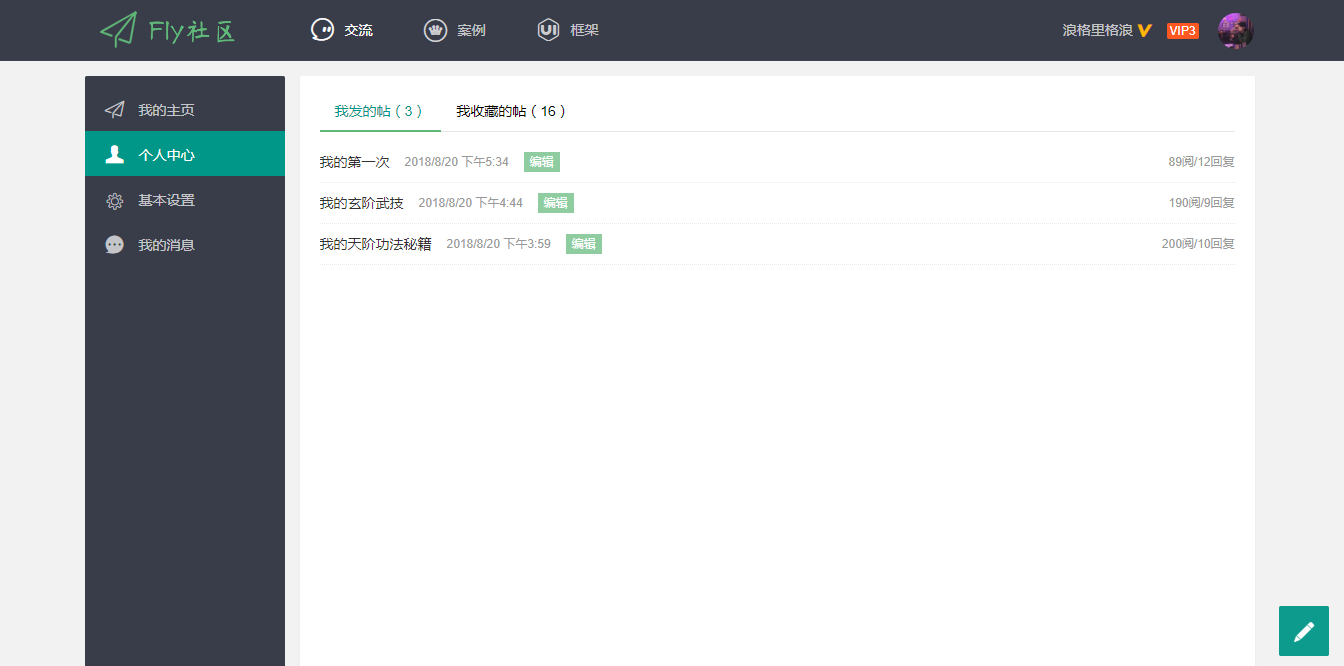 Fly社区 交流 案例 UI 框架 浪格里格浪 V VIP3
我的主页
个人中心
基本设置
我的消息
我发的帖（3） 我收藏的帖（16）
我的第一次 2018/8/20 下午5:34 编辑 89阅/12回复
我的玄阶武技 2018/8/20 下午4:44 编辑 190阅/9回复
我的天阶功法秘籍 2018/8/20 下午3:59 编辑 200阅/10回复